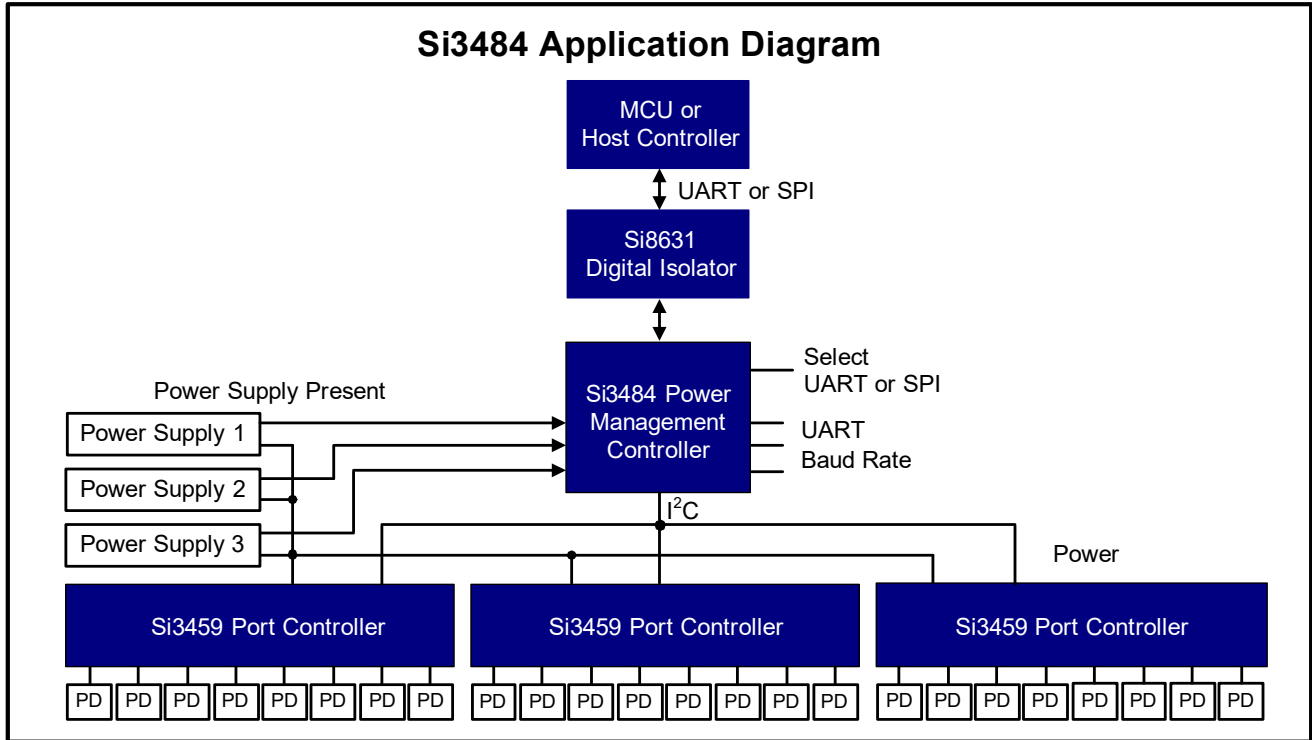 Si3484 Application Diagram
MCU or
Host Controller
UART or SPI
Si8631
Digital Isolator
Select
UART or SPI
Si3484 Power
Management
Controller
UART
Baud Rate
Power Supply Present
Power Supply 1
Power Supply 2
Power Supply 3
I²C
Power
Si3459 Port Controller
Si3459 Port Controller
Si3459 Port Controller
PD PD PD PD PD PD PD PD
PD PD PD PD PD PD PD PD
PD PD PD PD PD PD PD PD